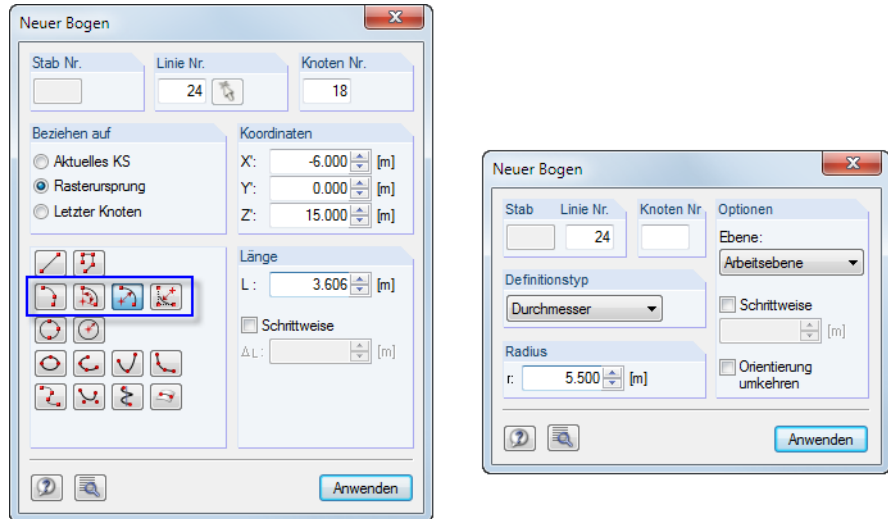 Neuer Bogen
Stab Nr. Linie Nr. Knoten Nr.
24 18
Beziehen auf
Aktuelles KS
Rasterursprung
Letzter Knoten
Koordinaten
X': -6.000 [m]
Y': 0.000 [m]
Z': 15.000 [m]
Länge
L : 3.606 [m]
Schrittweise
ΔL: [m]
Anwenden
Neuer Bogen
Stab Linie Nr. Knoten Nr.
24
Definitionstyp
Durchmesser
Radius
r: 5.500 [m]
Optionen
Ebene:
Arbeitsebene
Schrittweise
[m]
Orientierung
umkehren
Anwenden